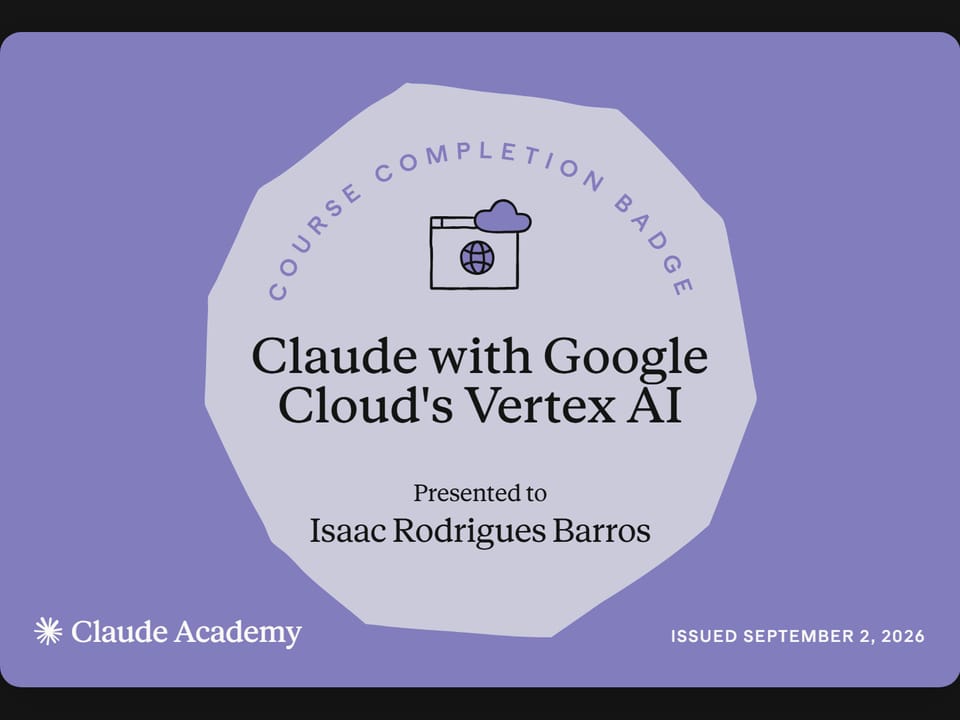 COURSE COMPLETION BADGE
Claude with Google
Cloud's Vertex AI
Presented to
Isaac Rodrigues Barros
Claude Academy
ISSUED SEPTEMBER 2, 2026